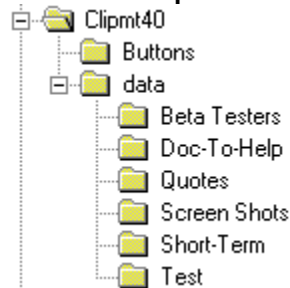 Clipmt40
Buttons
data
Beta Testers
Doc-To-Help
Quotes
Screen Shots
Short-Term
Test